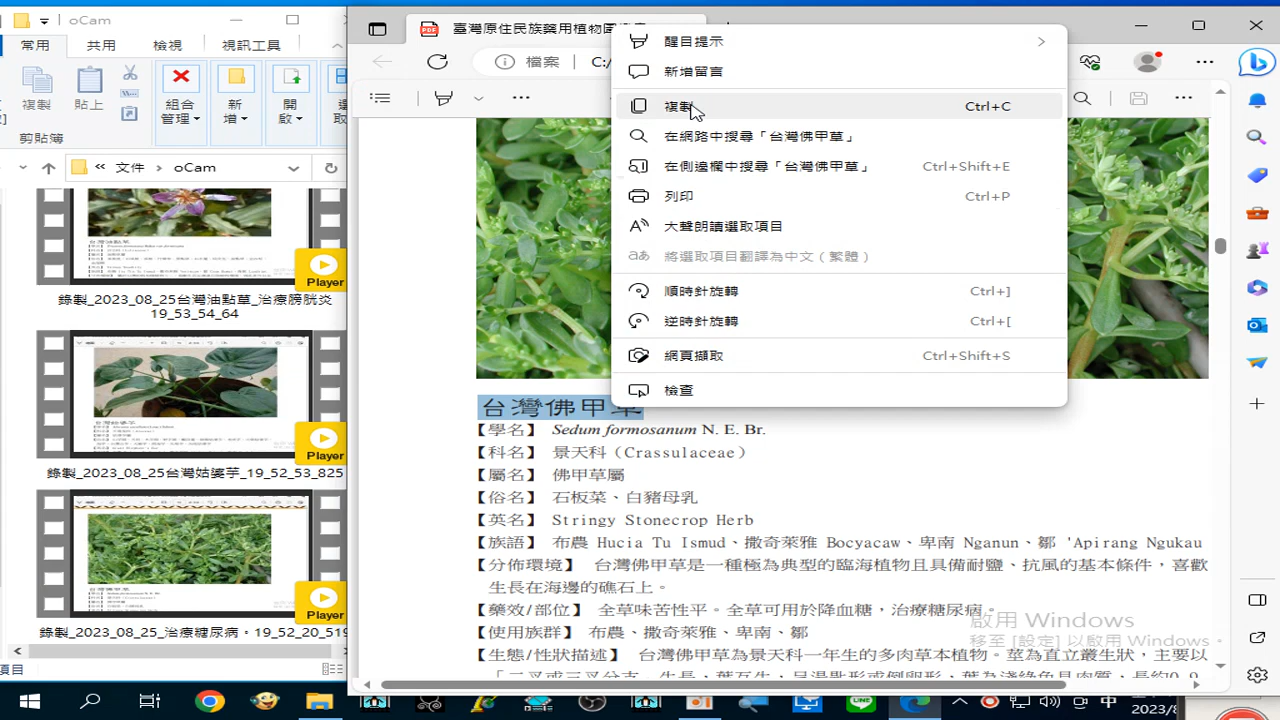 oCam
常用 共用 檢視 視訊工具
複製 貼上
組合管理 新增 開啟
剪貼簿
文件 oCam
Player
錄製_2023_08_25台灣油點草_治療膀胱炎
19_53_54_64
Player
錄製_2023_08_25台灣姑婆芋_19_52_53_825
Player
錄製_2023_08_25_治療糖尿病。19_52_20_519
項目
臺灣原住民族藥用植物
檔案 C:/
醒目提示
新增留言
複製 Ctrl+C
在網路中搜尋「台灣佛甲草」
在側邊欄中搜尋「台灣佛甲草」 Ctrl+Shift+E
列印 Ctrl+P
大聲朗讀選取項目
將選取項目翻譯為中文（繁體）
順時針旋轉 Ctrl+]
逆時針旋轉 Ctrl+[
網頁擷取 Ctrl+Shift+S
檢查
台灣佛甲草
【學名】 Sedum formosanum N. E. Br.
【科名】 景天科（Crassulaceae）
【屬名】 佛甲草屬
【俗名】 石板菜、白豬母乳
【英名】 Stringy Stonecrop Herb
【族語】 布農 Hucia Tu Ismud、撒奇萊雅 Bocyacaw、卑南 Nganun、鄒 'Apirang Ngukau
【分佈環境】 台灣佛甲草是一種極為典型的臨海植物且具備耐鹽、抗風的基本條件，喜歡
生長在海邊的礁石上。
【藥效/部位】 全草味苦性平。全草可用於降血糖，治療糖尿病。
【使用族群】 布農、撒奇萊雅、卑南、鄒
【生態/性狀描述】 台灣佛甲草為景天科一年生的多肉草本植物。莖為直立叢生狀，主要以
啟用 Windows
移至 [設定] 以啟用 Windows。
LINE
中
2023/8